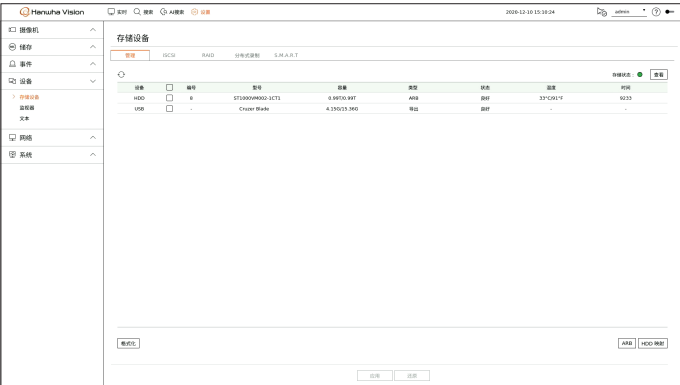 Hanwha Vision
实时 搜索 AI搜索 设置
2026-12-10 15:10:24
admin
摄像机
储存
事件
设备
存储设备
监视器
文本
网络
系统
存储设备
管理 iSCSI RAID 分布式录制 S.M.A.R.T
存储状态 : 查看
设备 编号 型号 容量 类型 状态 温度 时间
HDD 8 ST1000VM002-1CT1 0.99T/0.99T ARB 良好 33°C/91°F 9233
USB - Cruzer Blade 4.15G/15.36G 导出 良好 - -
格式化 ARB HDD 映射
应用 还原